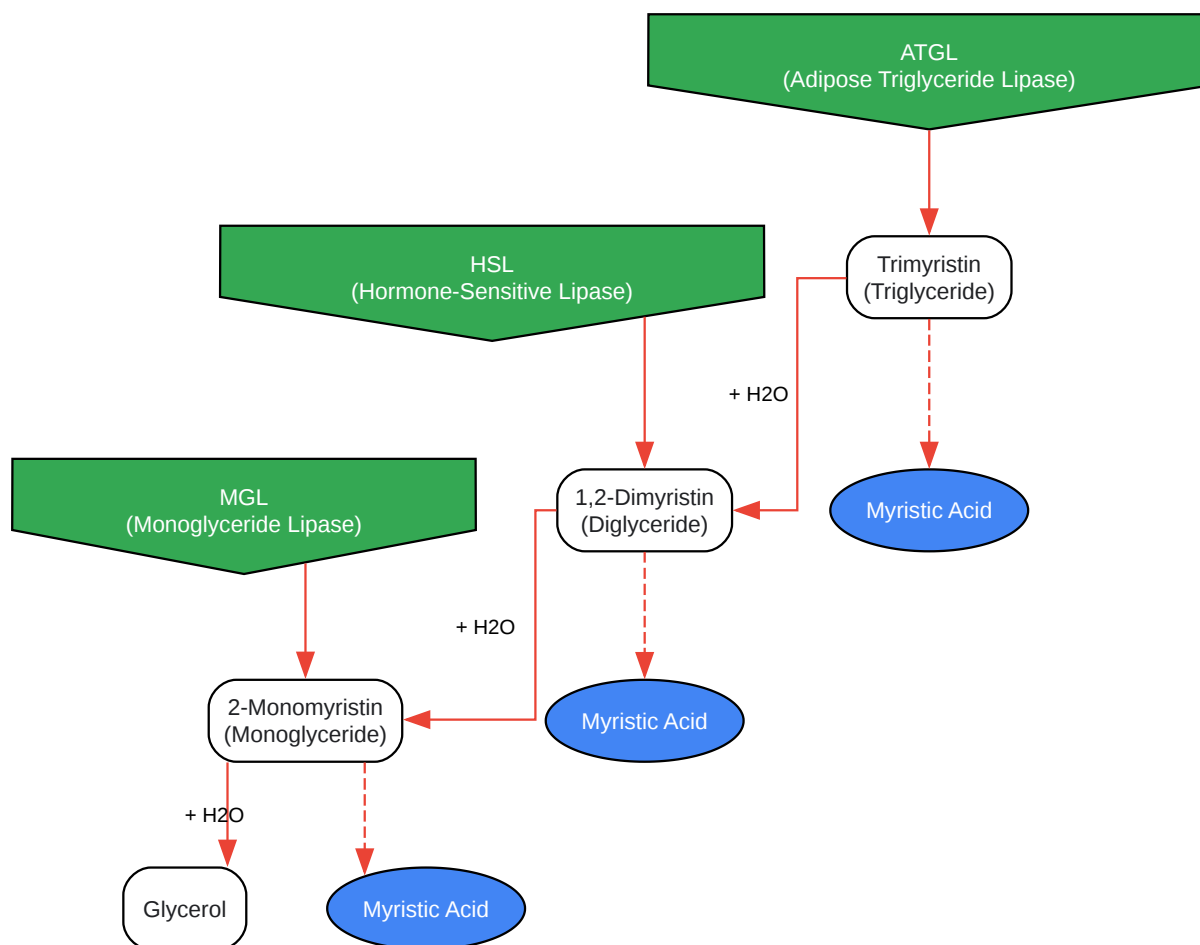 ATGL
(Adipose Triglyceride Lipase)
HSL
(Hormone-Sensitive Lipase)
Trimyristin
(Triglyceride)
+ H2O
MGL
(Monoglyceride Lipase)
1,2-Dimyristin
(Diglyceride)
Myristic Acid
+ H2O
2-Monomyristin
(Monoglyceride)
Myristic Acid
+ H2O
Glycerol
Myristic Acid